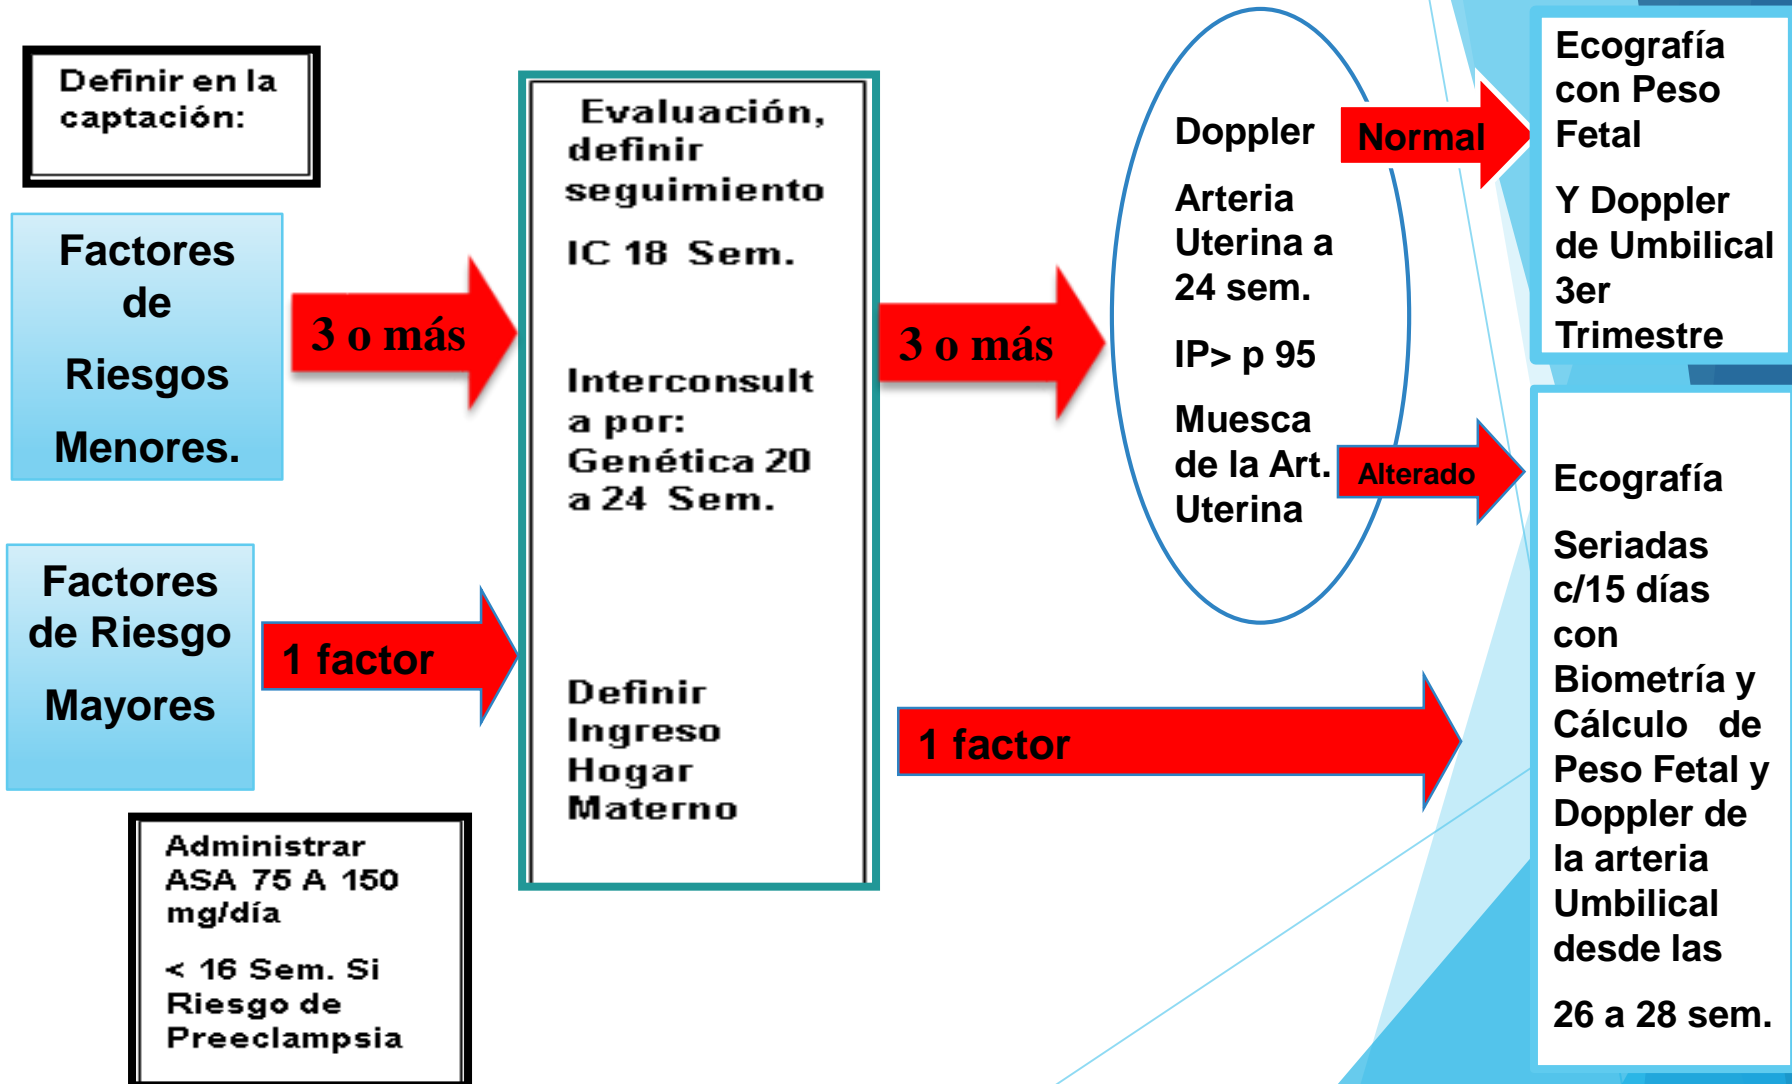 Definir en la
captación:
Factores
de
Riesgos
Menores.
3 o más
Factores
de Riesgo
Mayores
1 factor
Administrar
ASA 75 A 150
mg/día
< 16 Sem. Si
Riesgo de
Preeclampsia
Evaluación,
definir
seguimiento
IC 18 Sem.
Interconsult
a por:
Genética 20
a 24 Sem.
Definir
Ingreso
Hogar
Materno
3 o más
1 factor
Doppler
Arteria
Uterina a
24 sem.
IP> p 95
Muesca
de la Art.
Uterina
Normal
Alterado
Ecografía
con Peso
Fetal
Y Doppler
de Umbilical
3er
Trimestre
Ecografía
Seriadas
c/15 días
con
Biometría y
Cálculo de
Peso Fetal y
Doppler de
la arteria
Umbilical
desde las
26 a 28 sem.